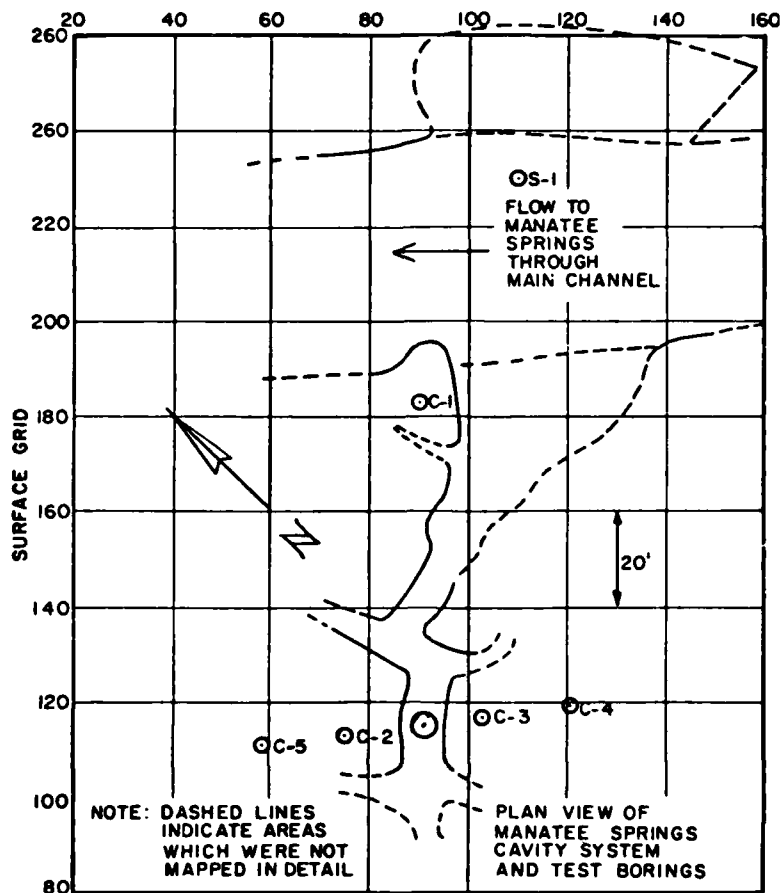 20 40 60 80 100 120 140 160
260
260
⊙S-1
FLOW TO
MANATEE
SPRINGS
THROUGH
MAIN CHANNEL
220
200
⊙C-1
180
SURFACE GRID
160
N
20'
140
120
⊙C-5
⊙C-2
⊙C-3
⊙C-4
100
NOTE: DASHED LINES
INDICATE AREAS
WHICH WERE NOT
MAPPED IN DETAIL
PLAN VIEW OF
MANATEE SPRINGS
CAVITY SYSTEM
AND TEST BORINGS
80